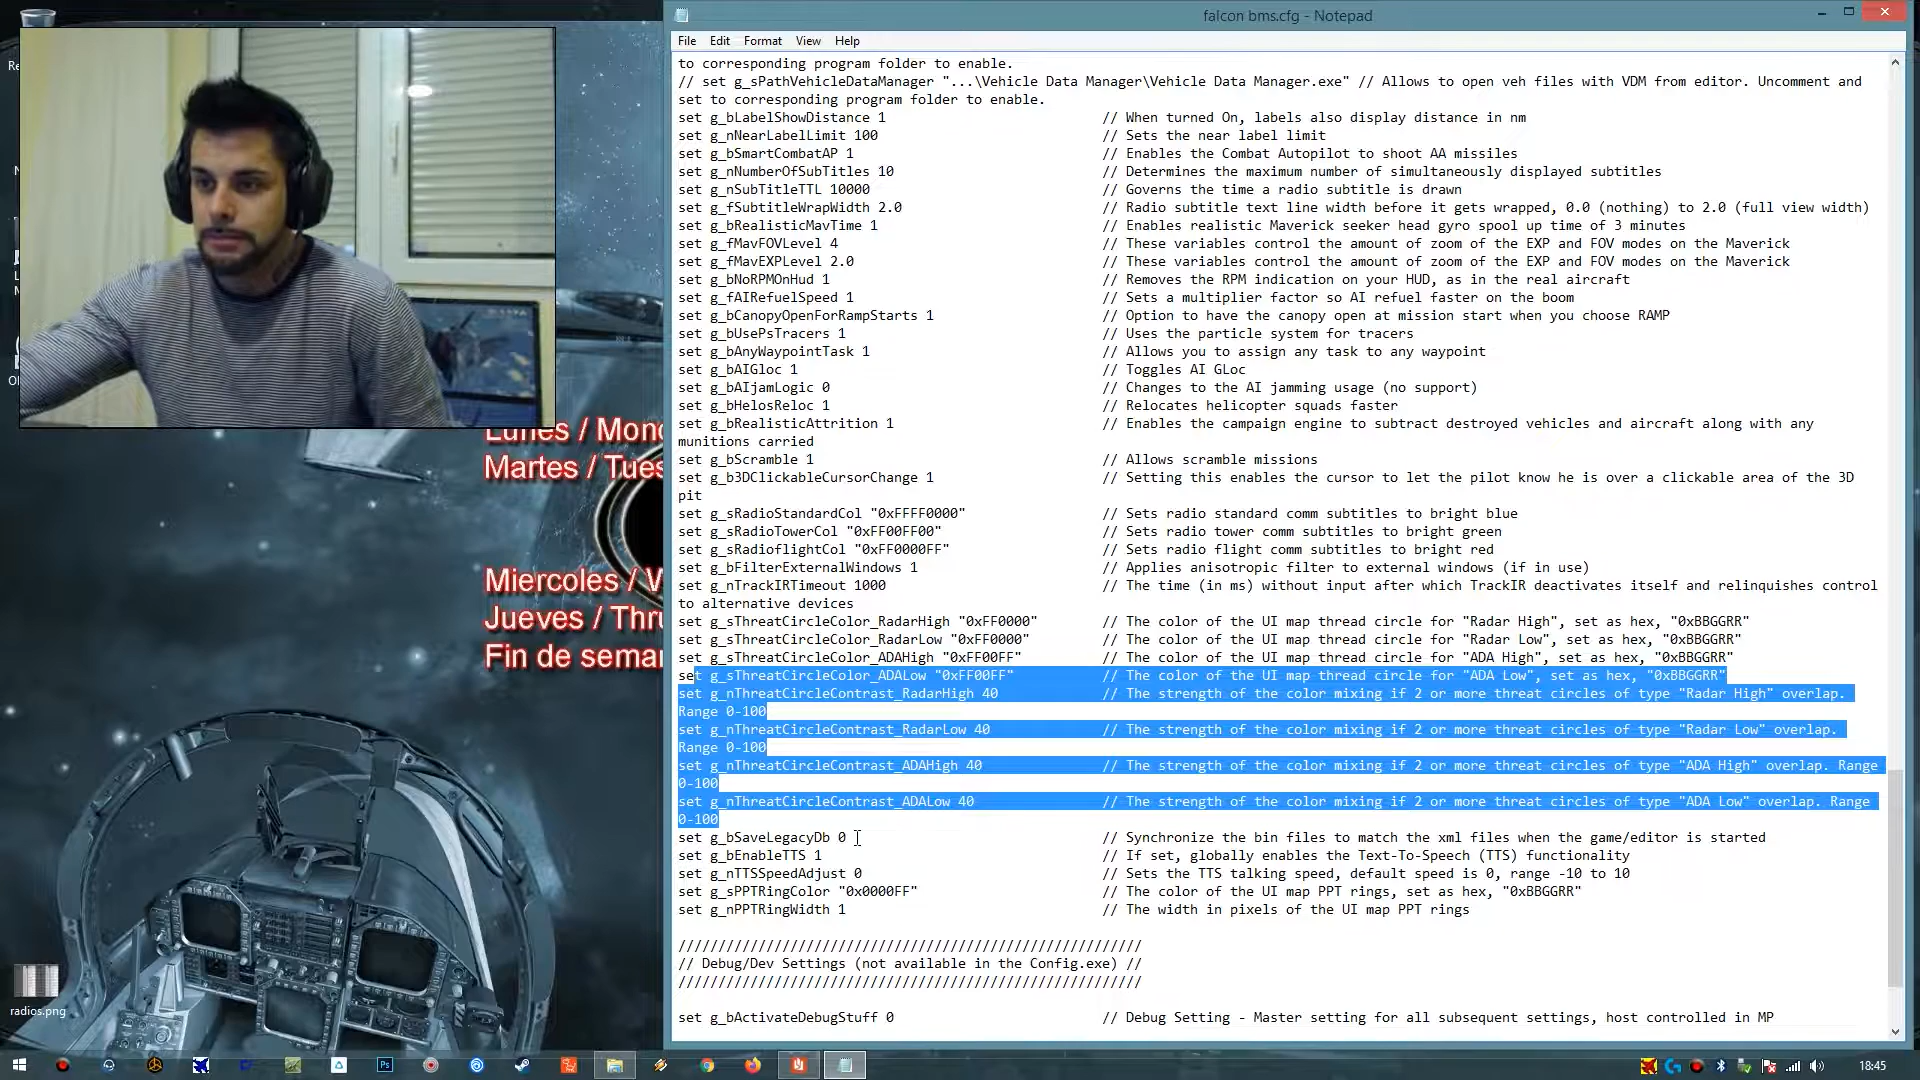 falcon bms.cfg - Notepad
File Edit Format View Help
to corresponding program folder to enable.
// set g_sPathVehicleDataManager "...\Vehicle Data Manager\Vehicle Data Manager.exe" // Allows to open veh files with VDM from editor. Uncomment and
set to corresponding program folder to enable.
set g_bLabelShowDistance 1 // When turned On, labels also display distance in nm
set g_nNearLabelLimit 100 // Sets the near label limit
set g_bSmartCombatAP 1 // Enables the Combat Autopilot to shoot AA missiles
set g_nNumberOfSubTitles 10 // Determines the maximum number of simultaneously displayed subtitles
set g_nSubTitleTTL 10000 // Governs the time a radio subtitle is drawn
set g_fSubtitleWrapWidth 2.0 // Radio subtitle text line width before it gets wrapped, 0.0 (nothing) to 2.0 (full view width)
set g_bRealisticMavTime 1 // Enables realistic Maverick seeker head gyro spool up time of 3 minutes
set g_fMavFOVLevel 4 // These variables control the amount of zoom of the EXP and FOV modes on the Maverick
set g_fMavEXPLevel 2.0 // These variables control the amount of zoom of the EXP and FOV modes on the Maverick
set g_bNoRPMOnHud 1 // Removes the RPM indication on your HUD, as in the real aircraft
set g_fAIRefuelSpeed 1 // Sets a multiplier factor so AI refuel faster on the boom
set g_bCanopyOpenForRampStarts 1 // Option to have the canopy open at mission start when you choose RAMP
set g_bUsePsTracers 1 // Uses the particle system for tracers
set g_bAnyWaypointTask 1 // Allows you to assign any task to any waypoint
set g_bAIGloc 1 // Toggles AI GLoc
set g_bAIjamLogic 0 // Changes to the AI jamming usage (no support)
set g_bHelosReloc 1 // Relocates helicopter squads faster
set g_bRealisticAttrition 1 // Enables the campaign engine to subtract destroyed vehicles and aircraft along with any
munitions carried
set g_bScramble 1 // Allows scramble missions
set g_b3DClickableCursorChange 1 // Setting this enables the cursor to let the pilot know he is over a clickable area of the 3D
pit
set g_sRadioStandardCol "0xFFFF0000" // Sets radio standard comm subtitles to bright blue
set g_sRadioTowerCol "0xFF00FF00" // Sets radio tower comm subtitles to bright green
set g_sRadioflightCol "0xFF0000FF" // Sets radio flight comm subtitles to bright red
set g_bFilterExternalWindows 1 // Applies anisotropic filter to external windows (if in use)
set g_nTrackIRTimeout 1000 // The time (in ms) without input after which TrackIR deactivates itself and relinquishes control
to alternative devices
set g_sThreatCircleColor_RadarHigh "0xFF0000" // The color of the UI map thread circle for "Radar High", set as hex, "0xBBGGRR"
set g_sThreatCircleColor_RadarLow "0xFF0000" // The color of the UI map thread circle for "Radar Low", set as hex, "0xBBGGRR"
set g_sThreatCircleColor_ADAHigh "0xFF00FF" // The color of the UI map thread circle for "ADA High", set as hex, "0xBBGGRR"
set g_sThreatCircleColor_ADALow "0xFF00FF" // The color of the UI map thread circle for "ADA Low", set as hex, "0xBBGGRR"
set g_nThreatCircleContrast_RadarHigh 40 // The strength of the color mixing if 2 or more threat circles of type "Radar High" overlap.
Range 0-100
set g_nThreatCircleContrast_RadarLow 40 // The strength of the color mixing if 2 or more threat circles of type "Radar Low" overlap.
Range 0-100
set g_nThreatCircleContrast_ADAHigh 40 // The strength of the color mixing if 2 or more threat circles of type "ADA High" overlap. Range
0-100
set g_nThreatCircleContrast_ADALow 40 // The strength of the color mixing if 2 or more threat circles of type "ADA Low" overlap. Range
0-100
set g_bSaveLegacyDb 0 // Synchronize the bin files to match the xml files when the game/editor is started
set g_bEnableTTS 1 // If set, globally enables the Text-To-Speech (TTS) functionality
set g_nTTSSpeedAdjust 0 // Sets the TTS talking speed, default speed is 0, range -10 to 10
set g_sPPTRingColor "0x0000FF" // The color of the UI map PPT rings, set as hex, "0xBBGGRR"
set g_nPPTRingWidth 1 // The width in pixels of the UI map PPT rings
//////////////////////////////////////////////////////////
// Debug/Dev Settings (not available in the Config.exe) //
//////////////////////////////////////////////////////////
set g_bActivateDebugStuff 0 // Debug Setting - Master setting for all subsequent settings, host controlled in MP
Lunes / Mond
Martes / Tues
Miercoles / W
Jueves / Thru
Fin de semar
radios.png
18:45